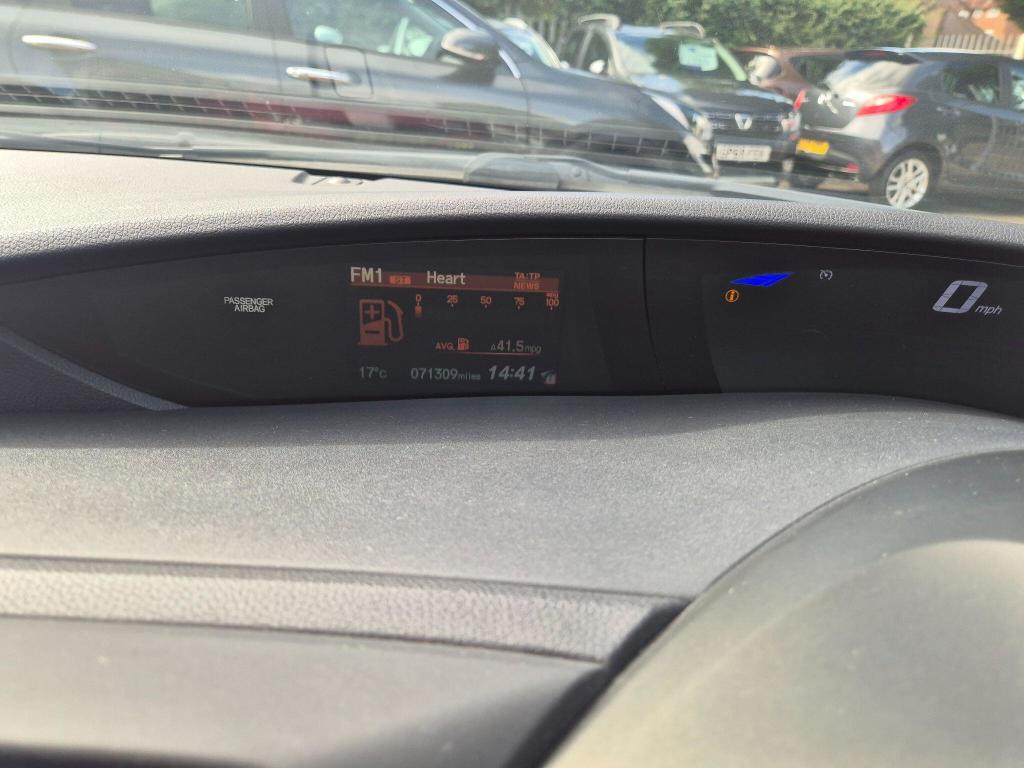 FM1 Heart TA:TP
NEWS
0 25 50 75 100
PASSENGER
AIRBAG
AVG. 41.5mpg
17°C 071309miles 14:41
i
0 mph